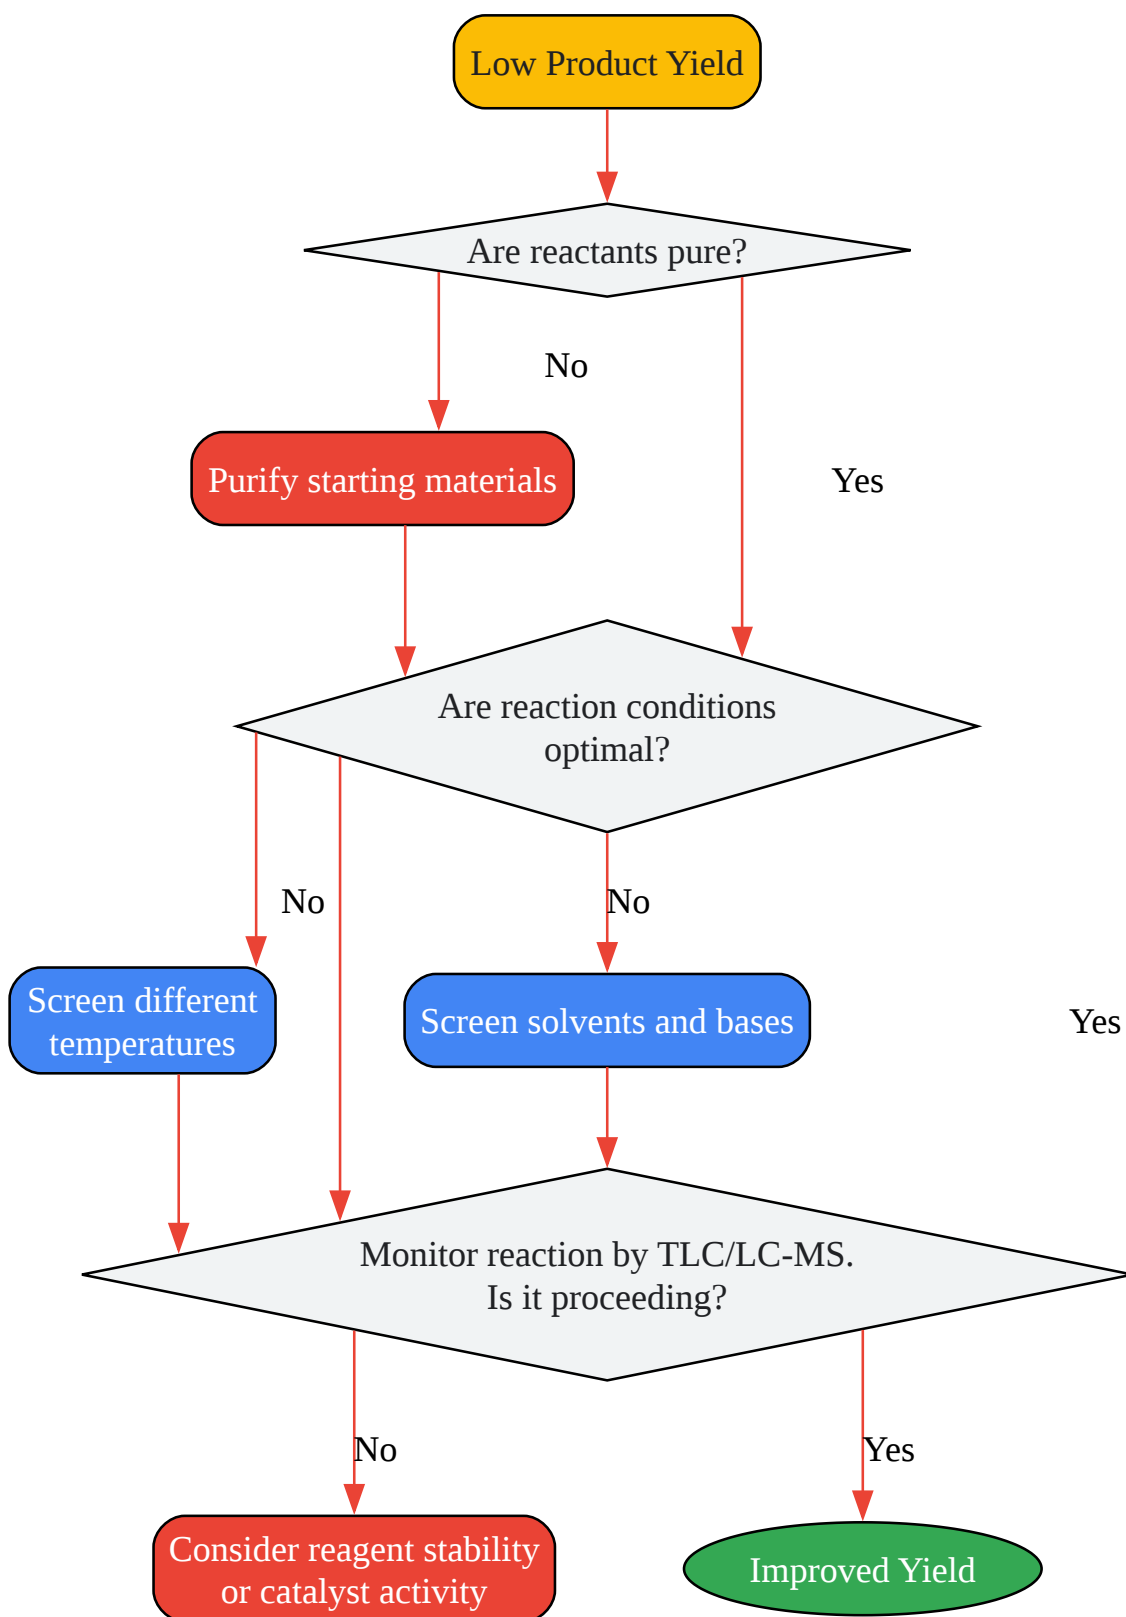 Low Product Yield
Are reactants pure?
No
Purify starting materials
Yes
Are reaction conditions
optimal?
No
No
Screen different
temperatures
Screen solvents and bases
Yes
Monitor reaction by TLC/LC-MS.
Is it proceeding?
No
Yes
Consider reagent stability
or catalyst activity
Improved Yield